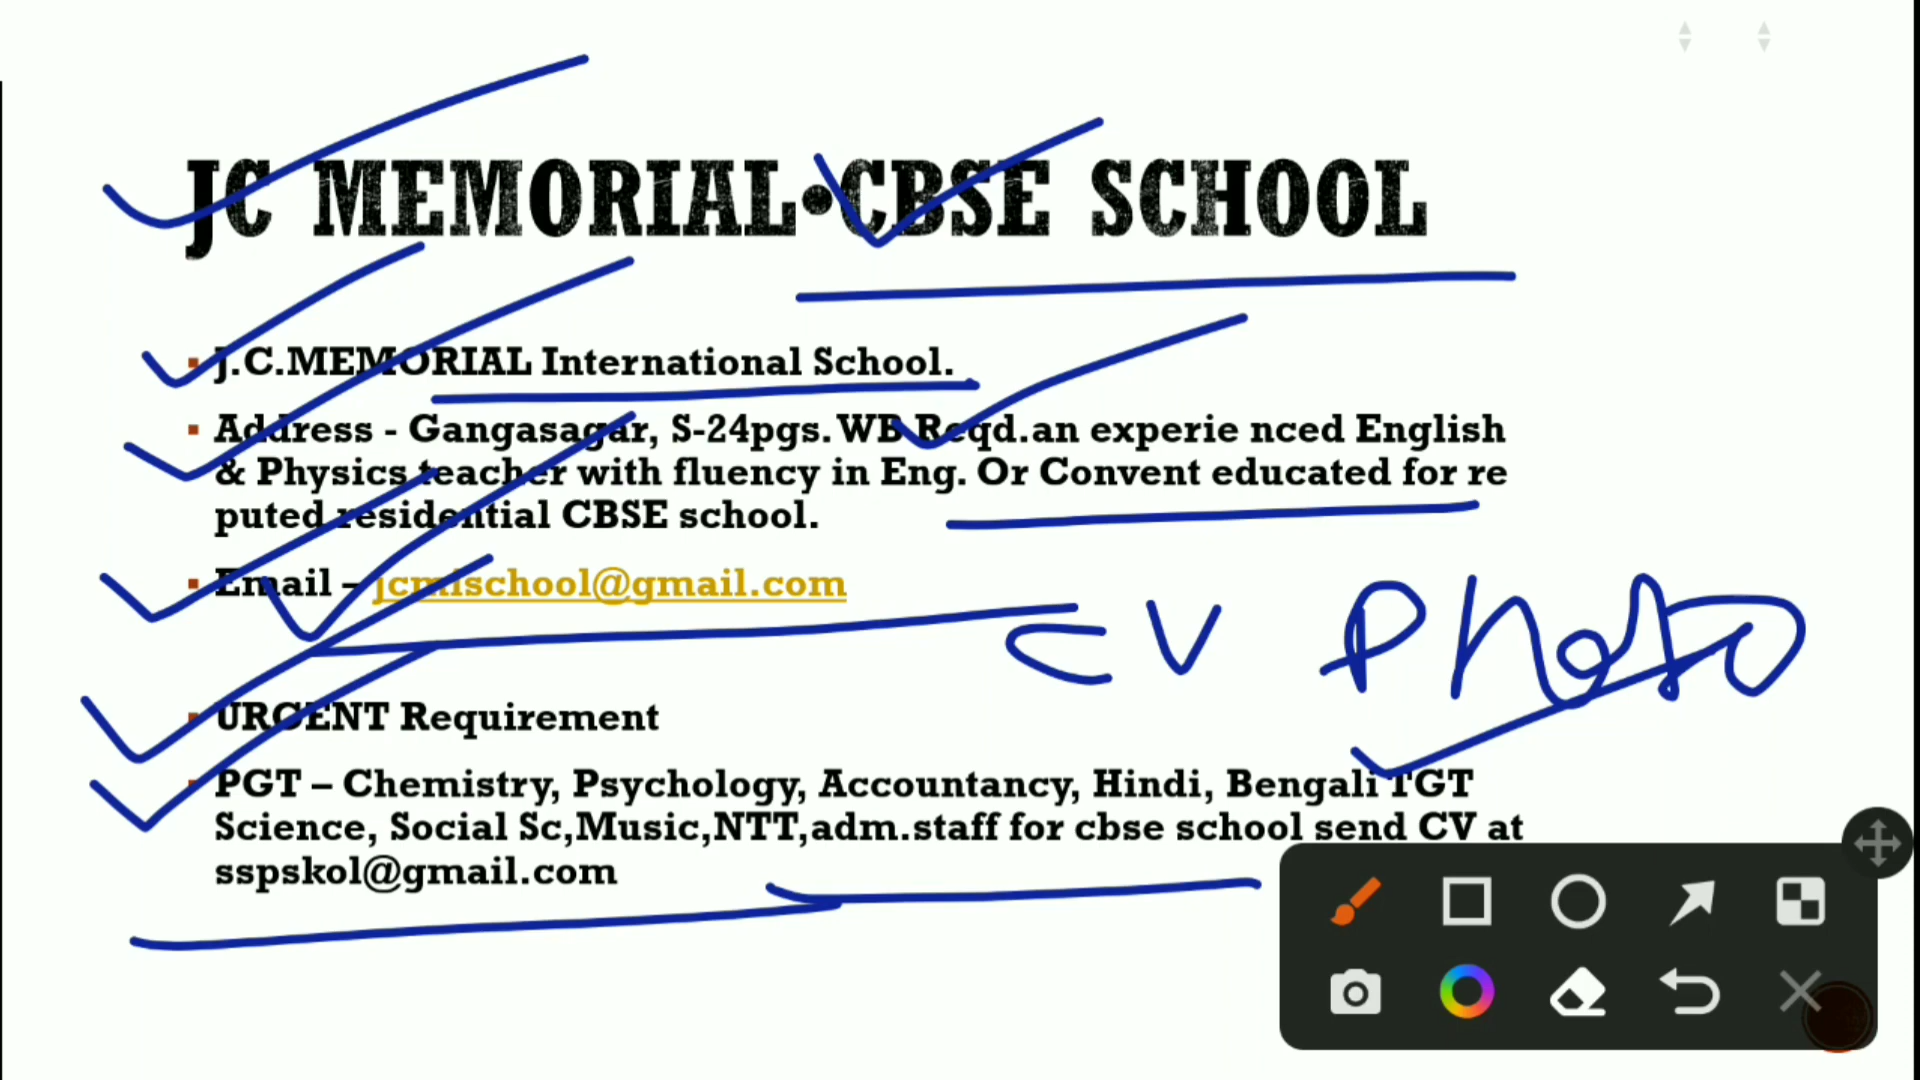 JC MEMORIAL•CBSE SCHOOL
J.C.MEMORIAL International School.
Address - Gangasagar, S-24pgs. WB Reqd.an experie nced English
& Physics teacher with fluency in Eng. Or Convent educated for re
puted residential CBSE school.
Email – jcmischool@gmail.com
CV Photo
URGENT Requirement
PGT – Chemistry, Psychology, Accountancy, Hindi, Bengali TGT
Science, Social Sc,Music,NTT,adm.staff for cbse school send CV at
sspskol@gmail.com